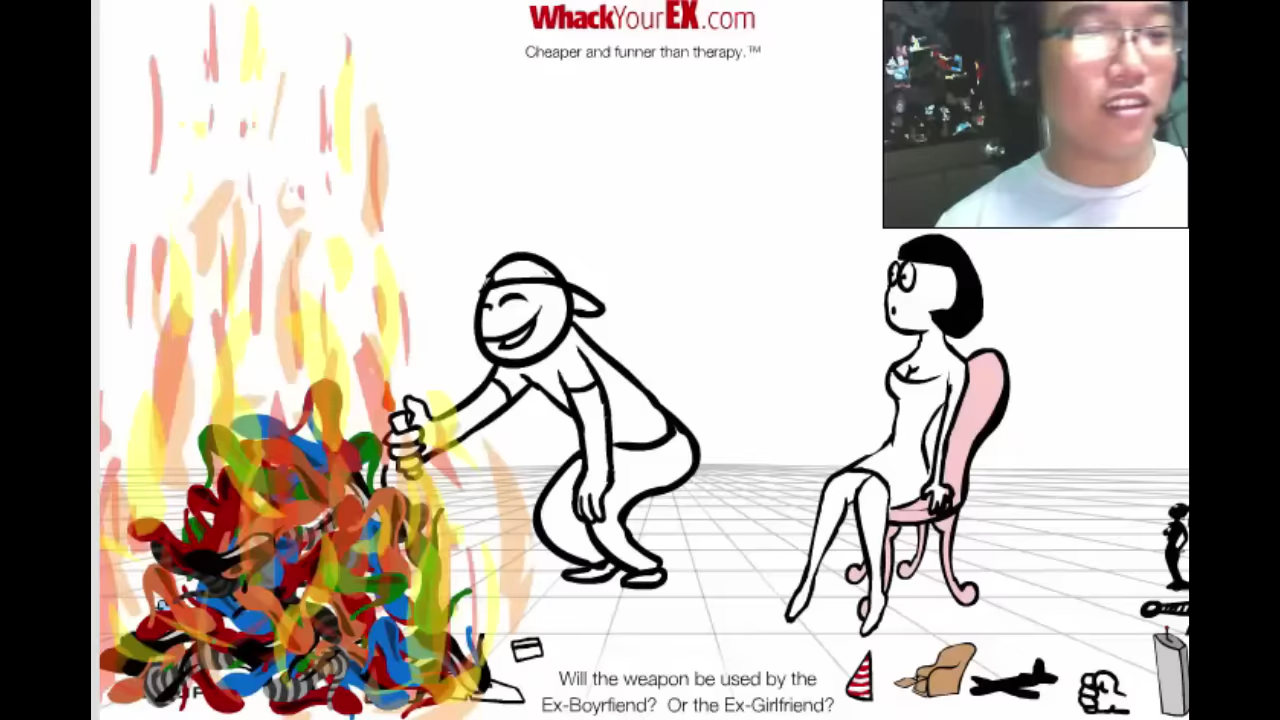 WhackYourEX.com
Cheaper and funner than therapy.™
Will the weapon be used by the
Ex-Boyrfiend? Or the Ex-Girlfriend?